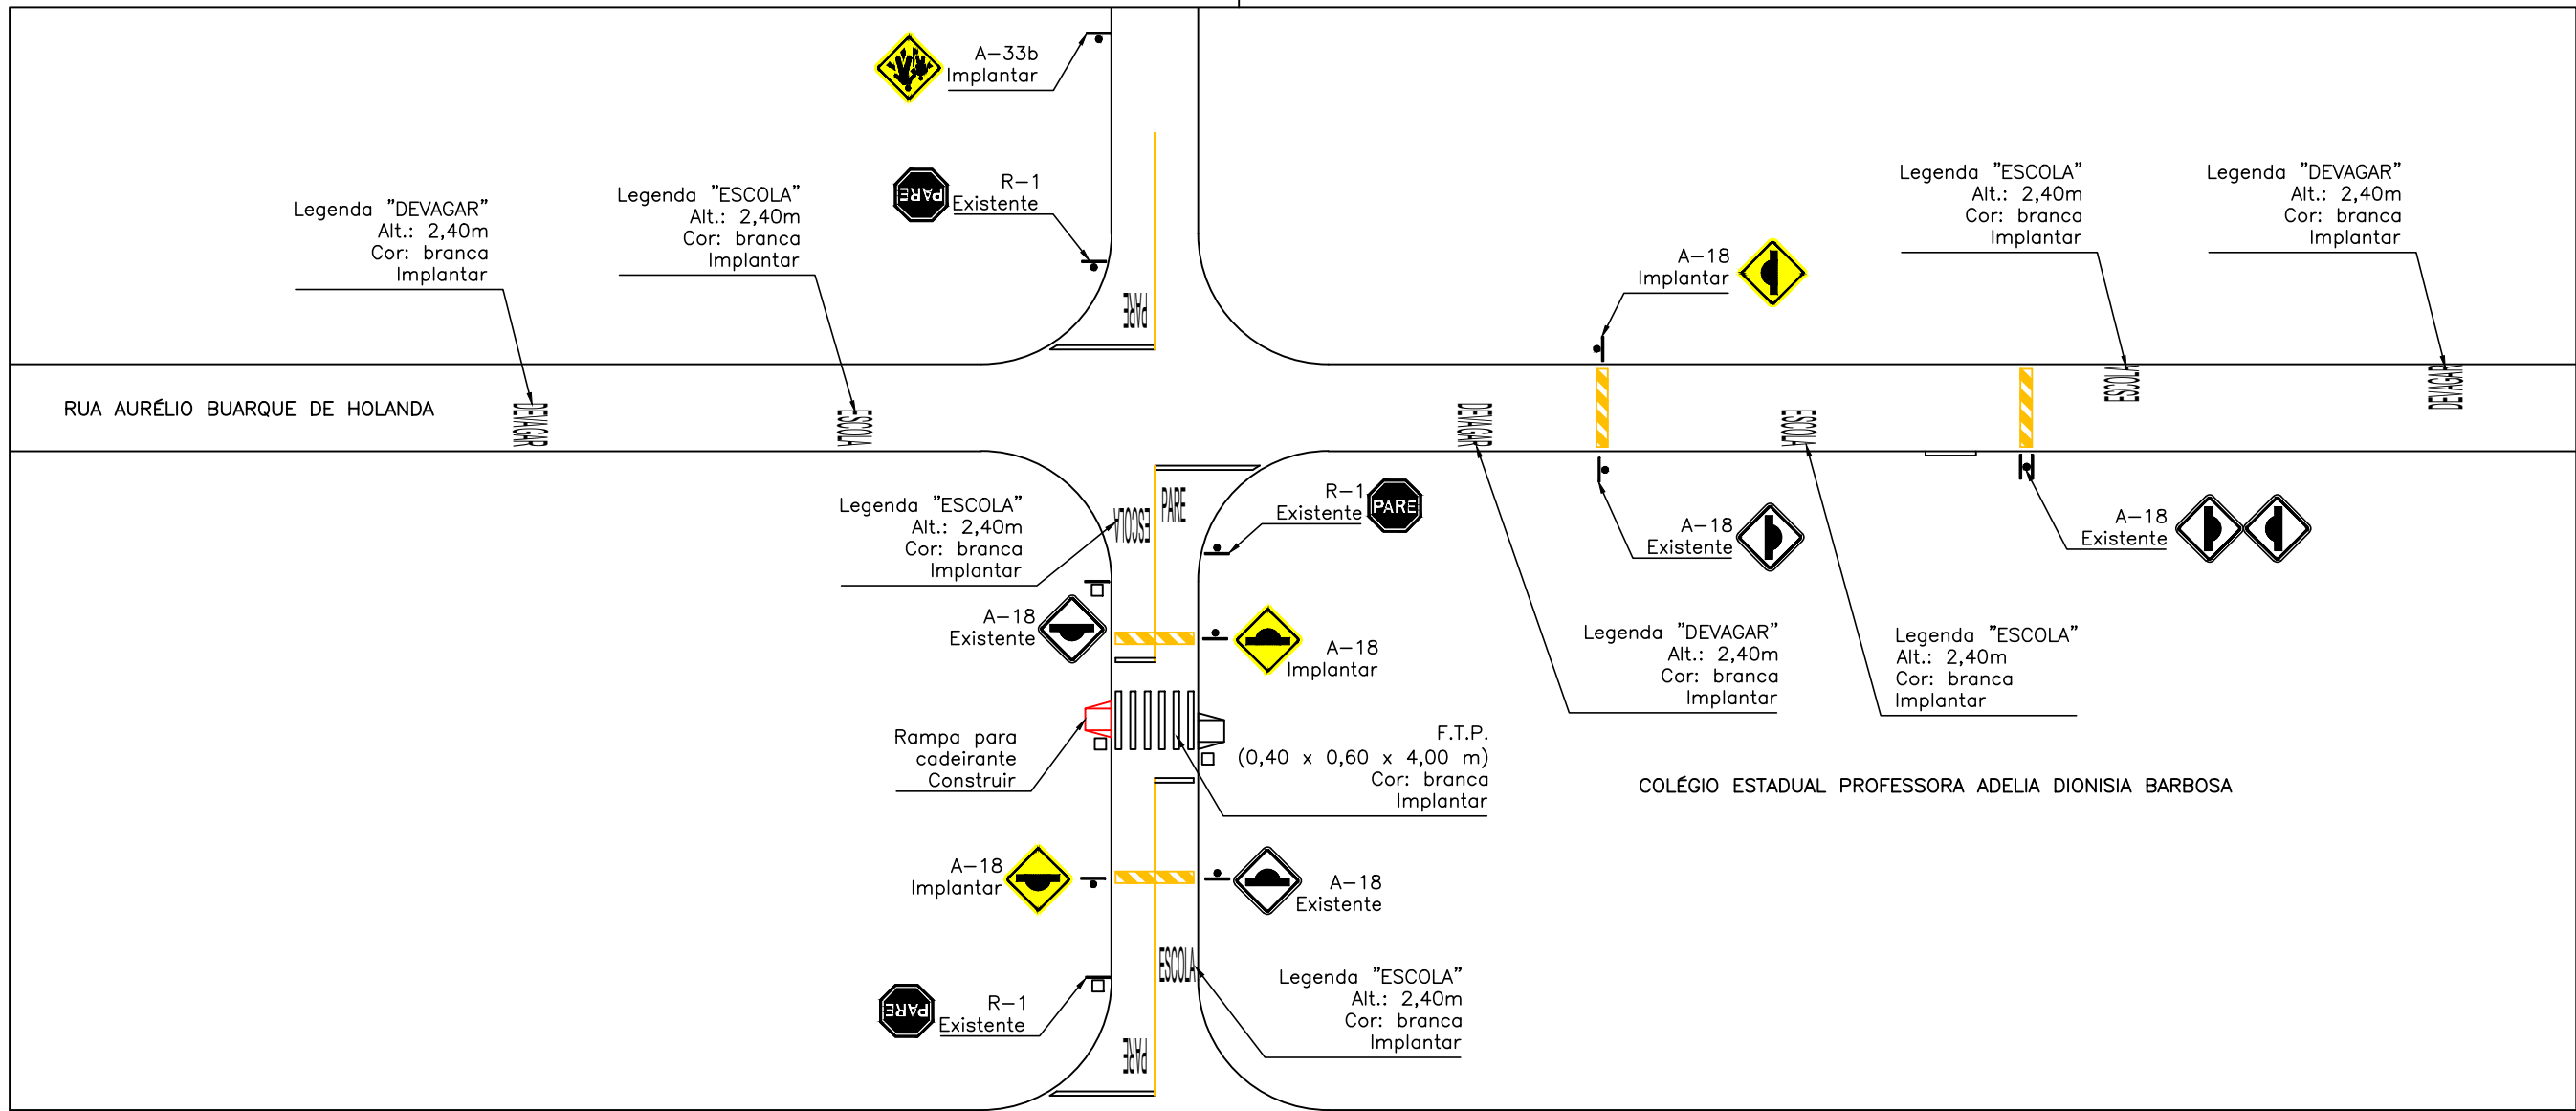 A-33b
Implantar
PARE
R-1
Existente
Legenda "DEVAGAR"
Alt.: 2,40m
Cor: branca
Implantar
Legenda "ESCOLA"
Alt.: 2,40m
Cor: branca
Implantar
PARE
A-18
Implantar
Legenda "ESCOLA"
Alt.: 2,40m
Cor: branca
Implantar
Legenda "DEVAGAR"
Alt.: 2,40m
Cor: branca
Implantar
RUA AURÉLIO BUARQUE DE HOLANDA
DEVAGAR
ESCOLA
DEVAGAR
ESCOLA
ESCOLA
DEVAGAR
Legenda "ESCOLA"
Alt.: 2,40m
Cor: branca
Implantar
ESCOLA
PARE
R-1
Existente
PARE
A-18
Existente
A-18
Existente
A-18
Existente
A-18
Implantar
Legenda "DEVAGAR"
Alt.: 2,40m
Cor: branca
Implantar
Legenda "ESCOLA"
Alt.: 2,40m
Cor: branca
Implantar
Rampa para
cadeirante
Construir
F.T.P.
(0,40 x 0,60 x 4,00 m)
Cor: branca
Implantar
COLÉGIO ESTADUAL PROFESSORA ADELIA DIONISIA BARBOSA
A-18
Implantar
A-18
Existente
ESCOLA
Legenda "ESCOLA"
Alt.: 2,40m
Cor: branca
Implantar
PARE
R-1
Existente
PARE